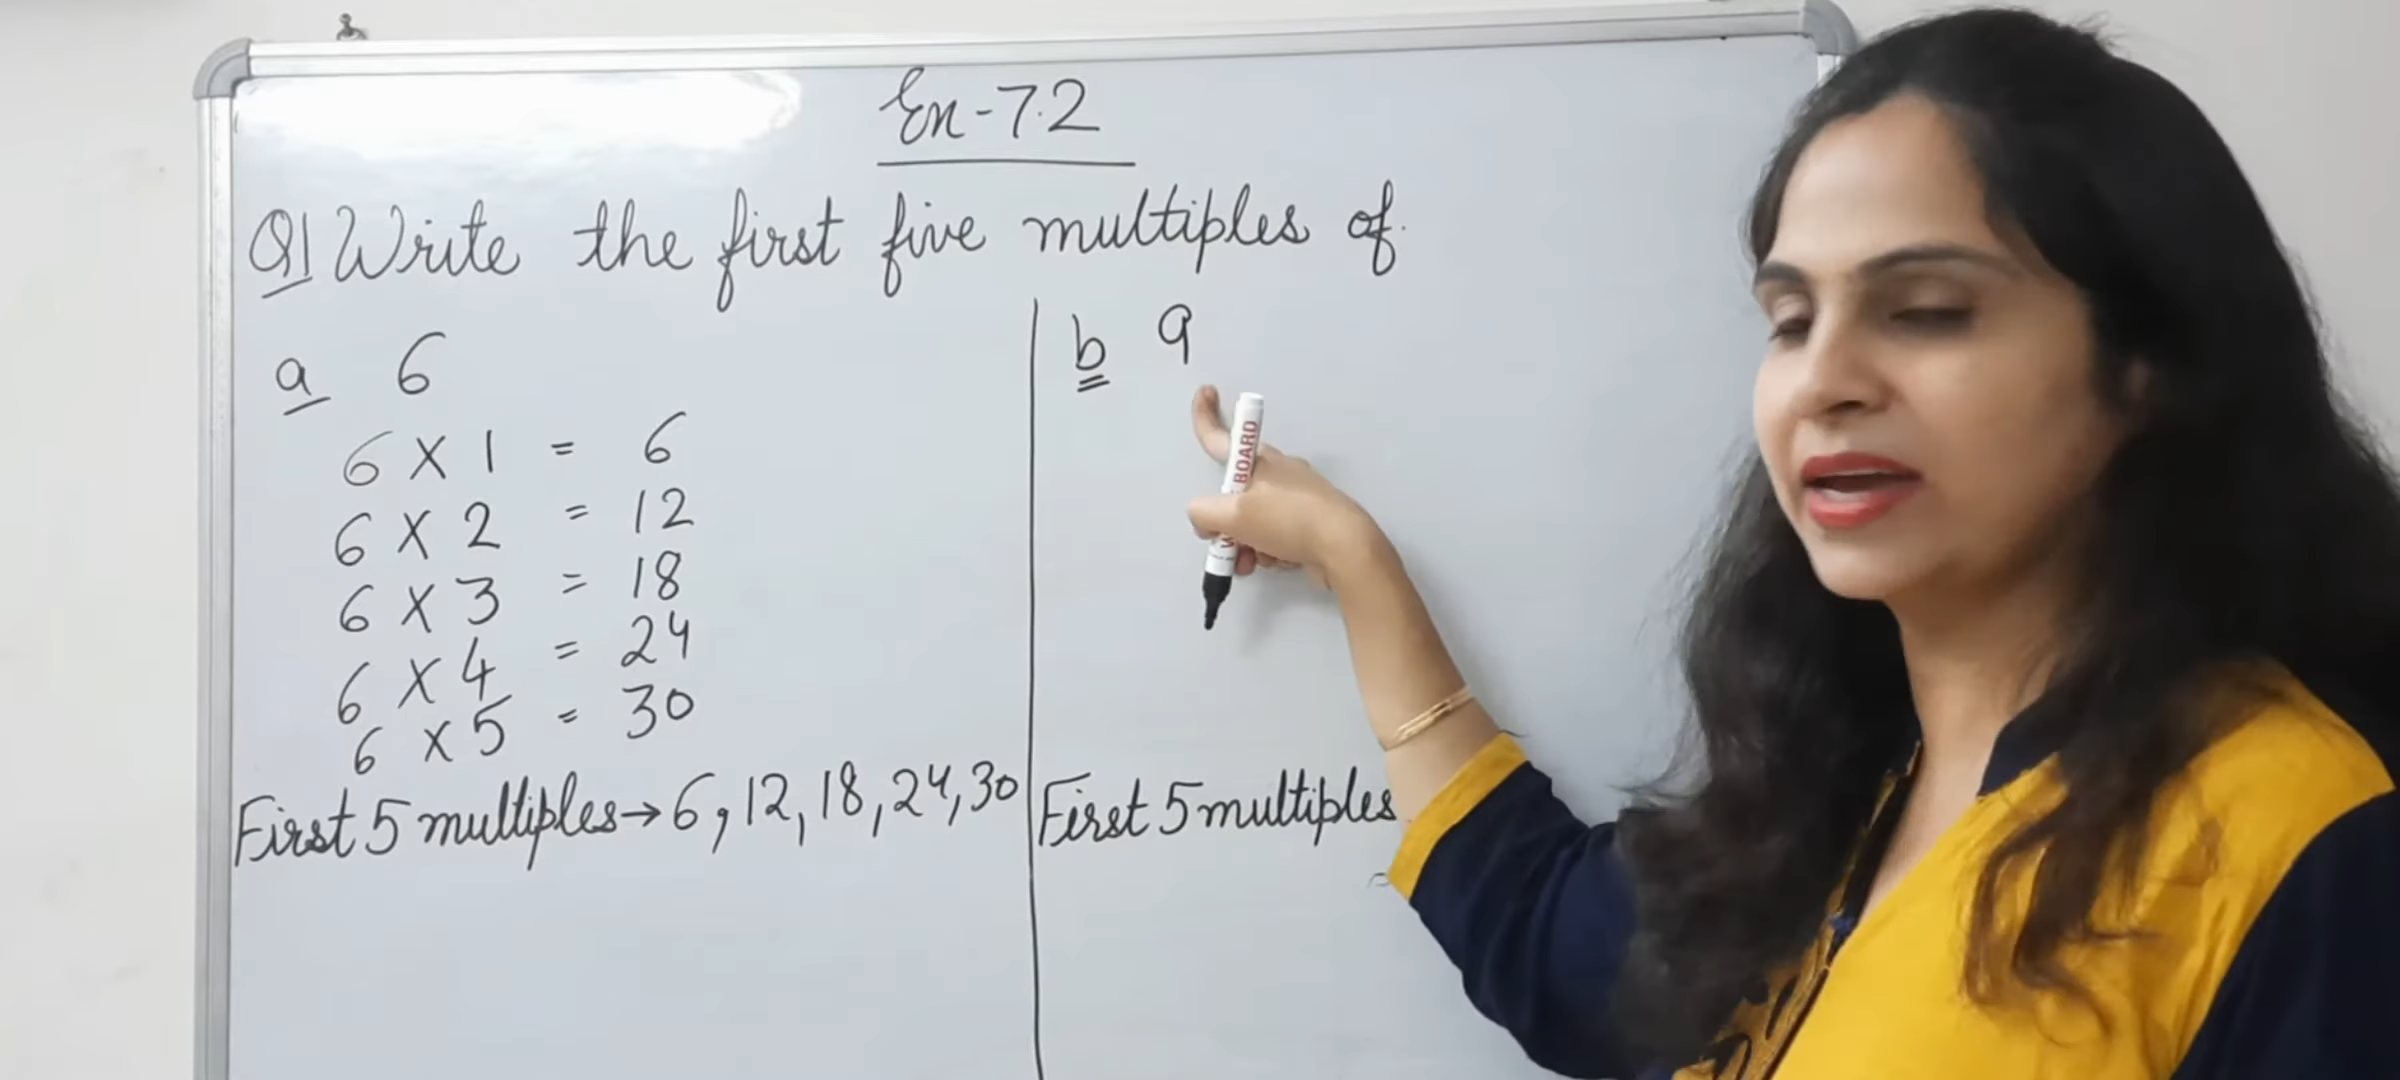 Ex-7.2
Q1 Write the first five multiples of
a 6
6 X 1 = 6
6 X 2 = 12
6 X 3 = 18
6 X 4 = 24
6 X 5 = 30
First 5 multiples → 6, 12, 18, 24, 30
b 9
BOARD
First 5 multiples